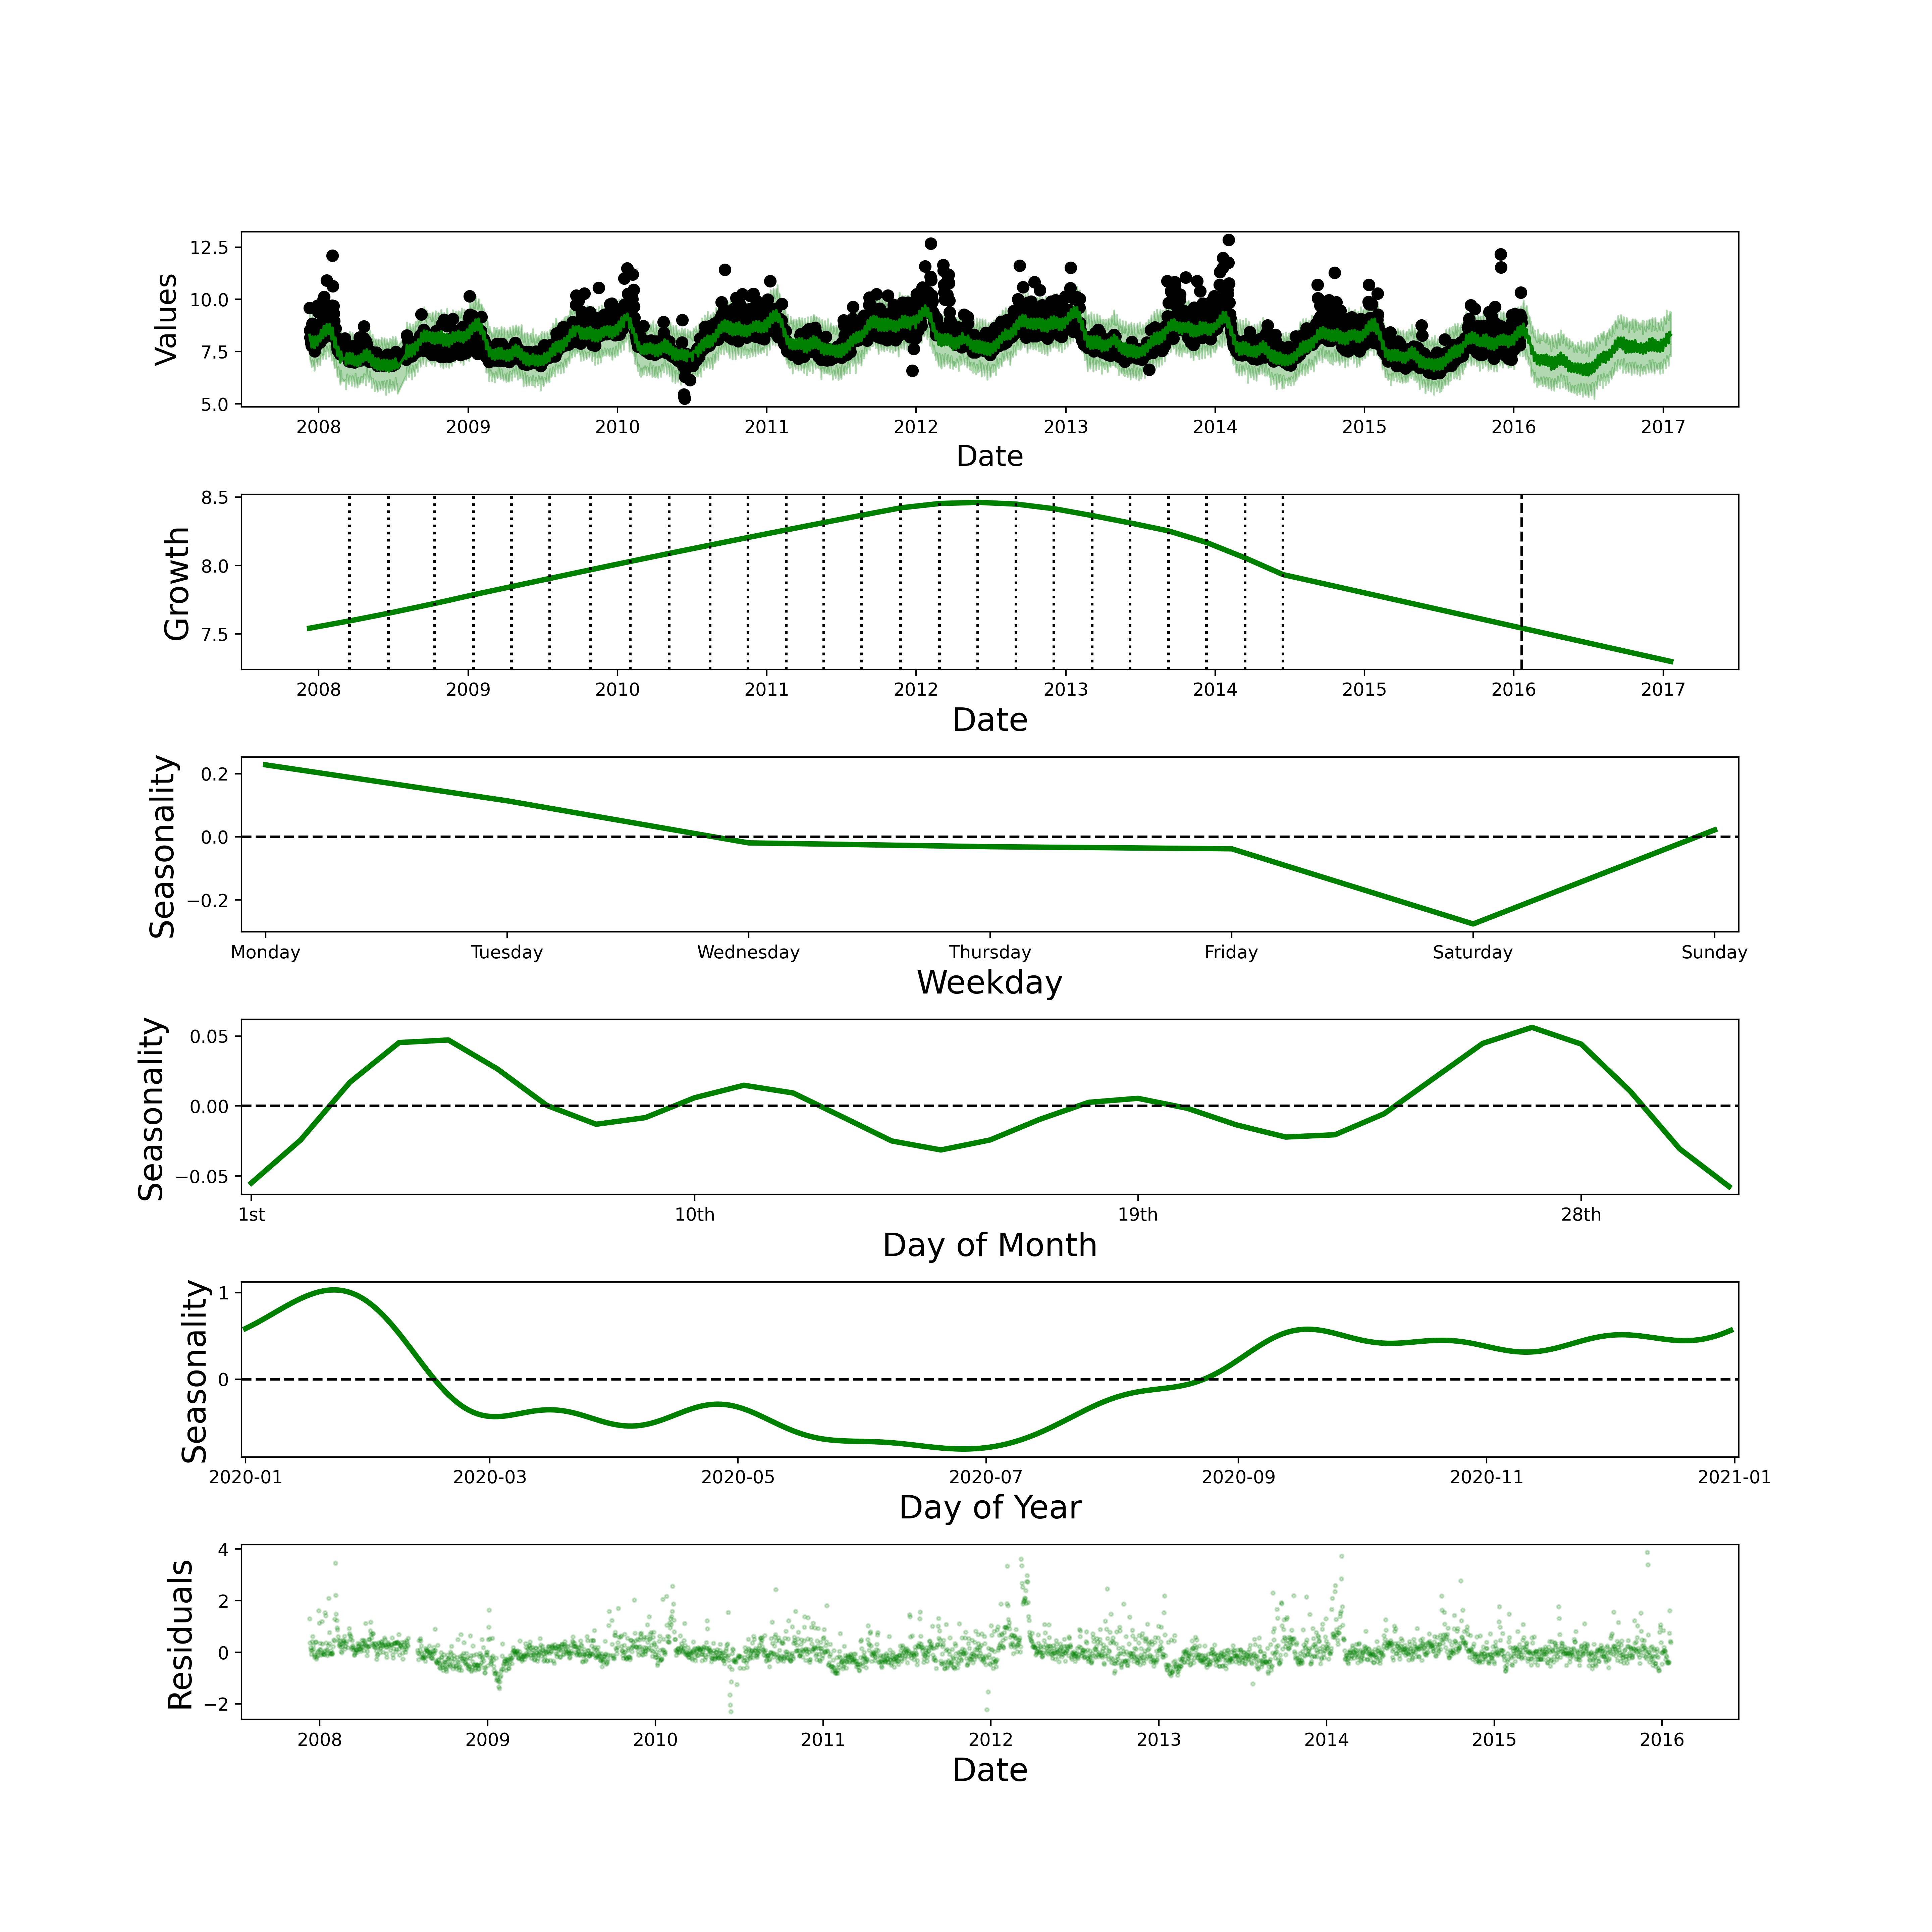 Values
12.5
10.0
7.5
5.0
2008 2009 2010 2011 2012 2013 2014 2015 2016 2017
Date
Growth
8.5
8.0
7.5
2008 2009 2010 2011 2012 2013 2014 2015 2016 2017
Date
Seasonality
0.2
0.0
−0.2
Monday Tuesday Wednesday Thursday Friday Saturday Sunday
Weekday
Seasonality
0.05
0.00
−0.05
1st 10th 19th 28th
Day of Month
Seasonality
1
0
2020-01 2020-03 2020-05 2020-07 2020-09 2020-11 2021-01
Day of Year
Residuals
4
2
0
−2
2008 2009 2010 2011 2012 2013 2014 2015 2016
Date